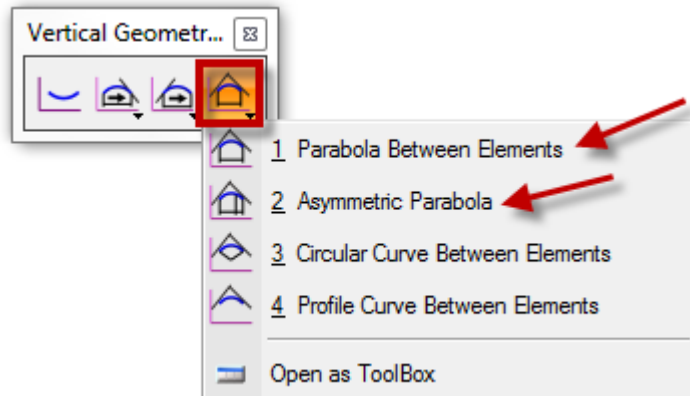 Vertical Geometr...
1 Parabola Between Elements
2 Asymmetric Parabola
3 Circular Curve Between Elements
4 Profile Curve Between Elements
Open as ToolBox